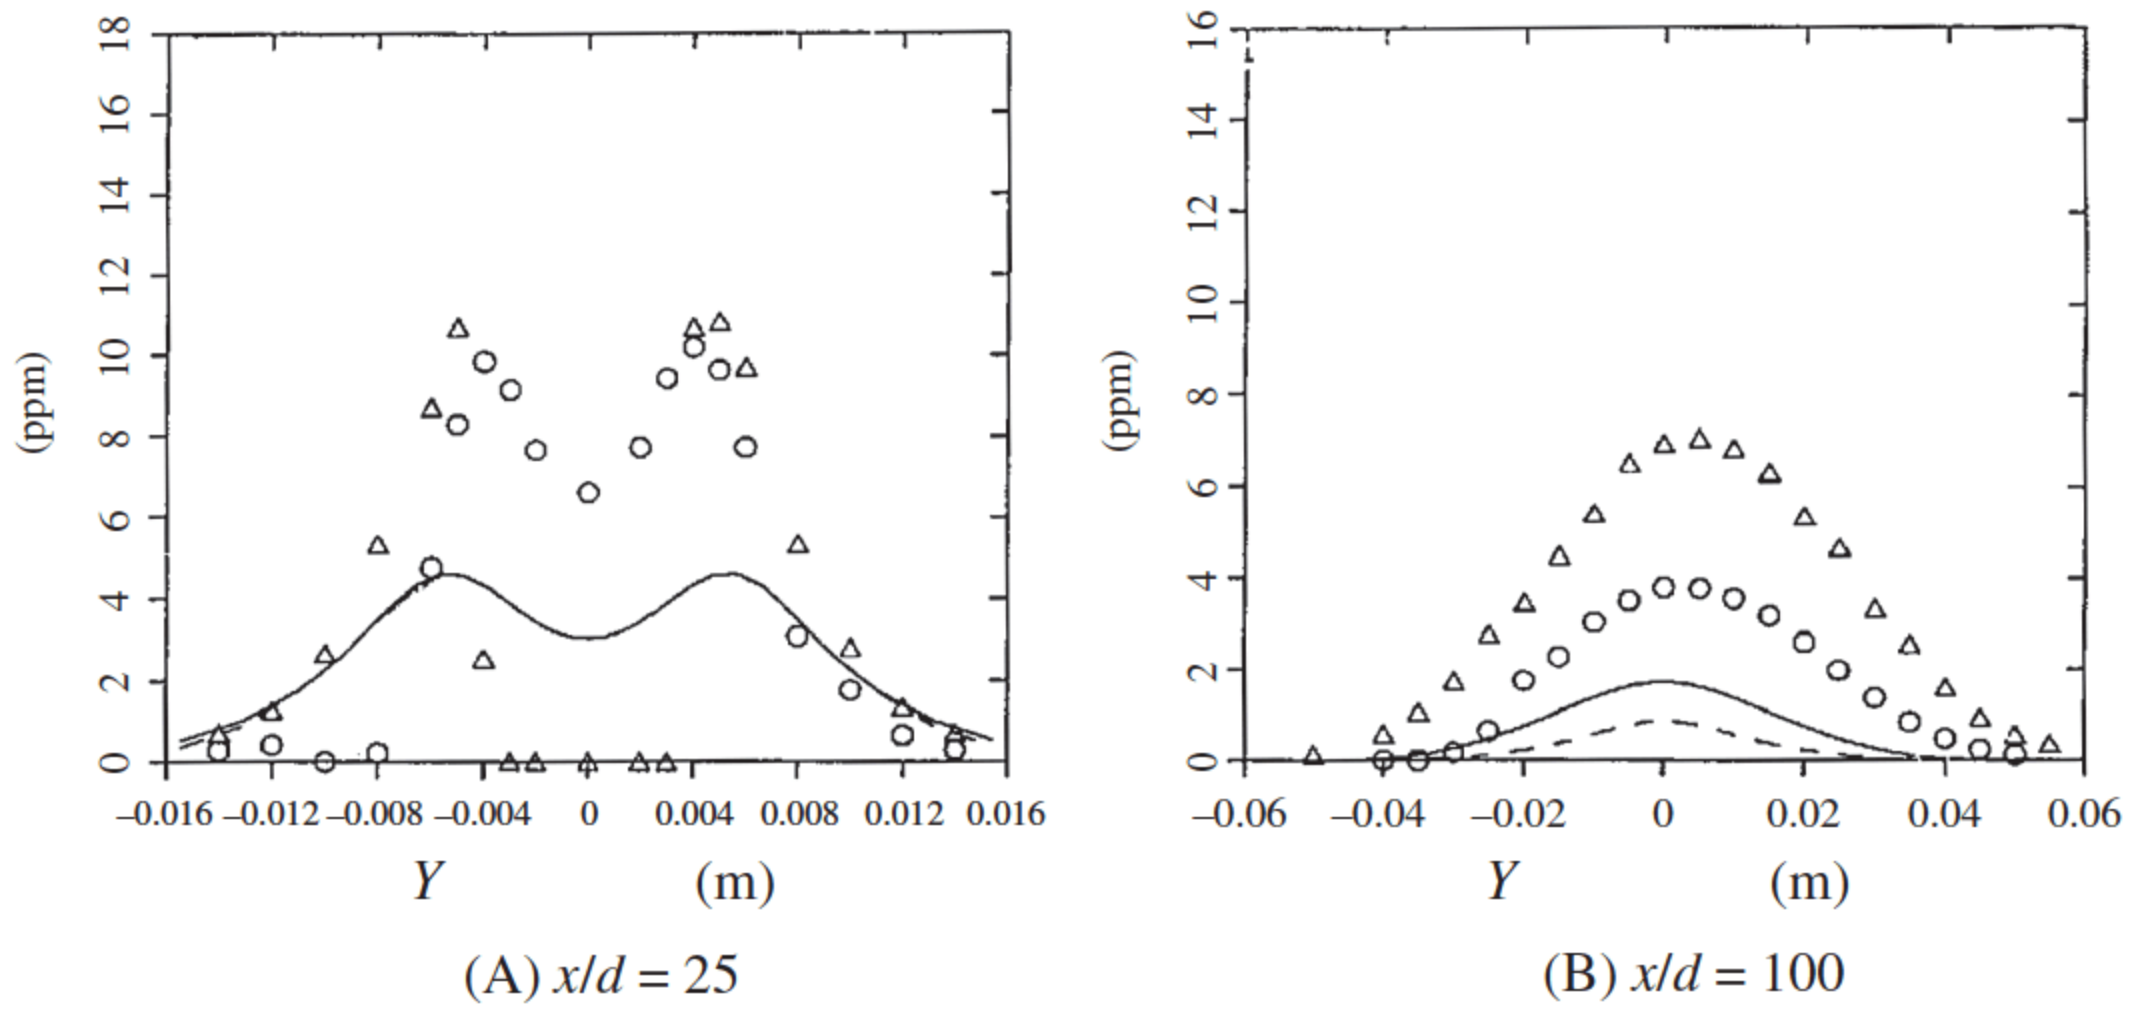 18
16
14
12
10
8
6
4
2
0
(ppm)
–0.016 –0.012 –0.008 –0.004 0 0.004 0.008 0.012 0.016
Y (m)
(A) x/d = 25
16
14
12
10
8
6
4
2
0
(ppm)
–0.06 –0.04 –0.02 0 0.02 0.04 0.06
Y (m)
(B) x/d = 100